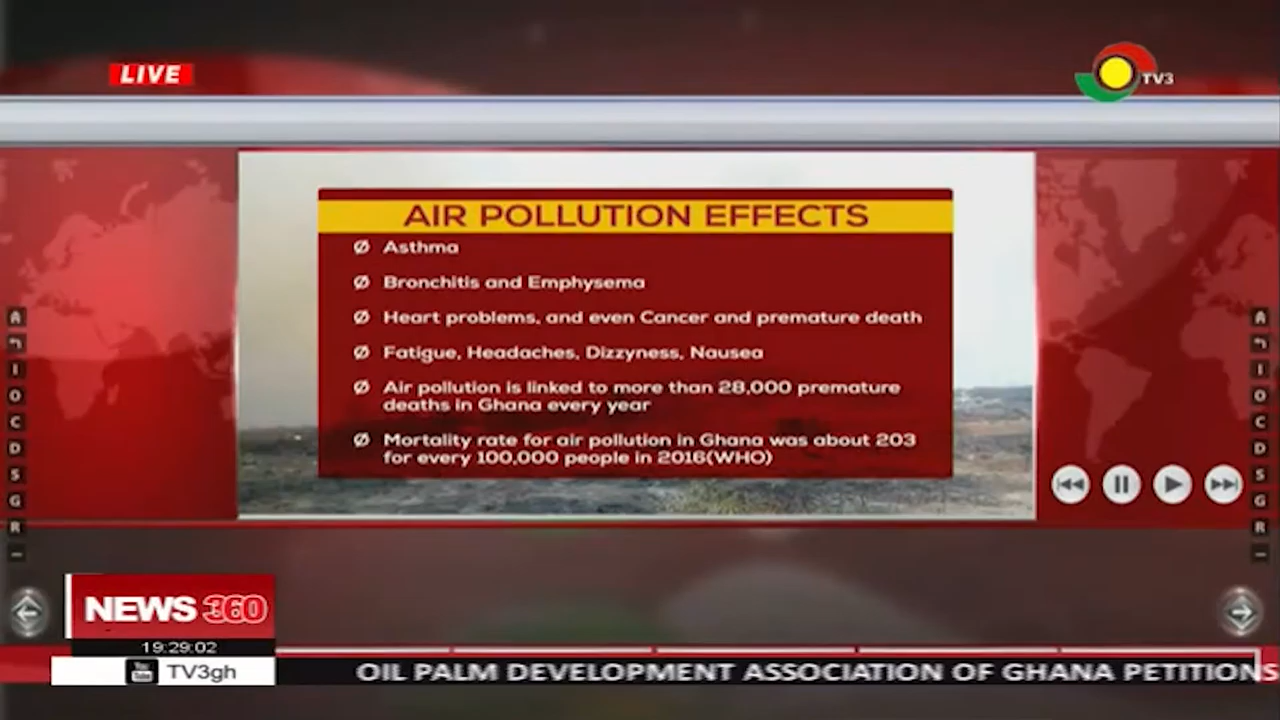 LIVE
TV3
AIR POLLUTION EFFECTS
Ø Asthma
Ø Bronchitis and Emphysema
Ø Heart problems, and even Cancer and premature death
Ø Fatigue, Headaches, Dizzyness, Nausea
Ø Air pollution is linked to more than 28,000 premature
deaths in Ghana every year
Ø Mortality rate for air pollution in Ghana was about 203
for every 100,000 people in 2016(WHO)
NEWS 360
19:29:02
You Tube TV3gh
OIL PALM DEVELOPMENT ASSOCIATION OF GHANA PETITIONS